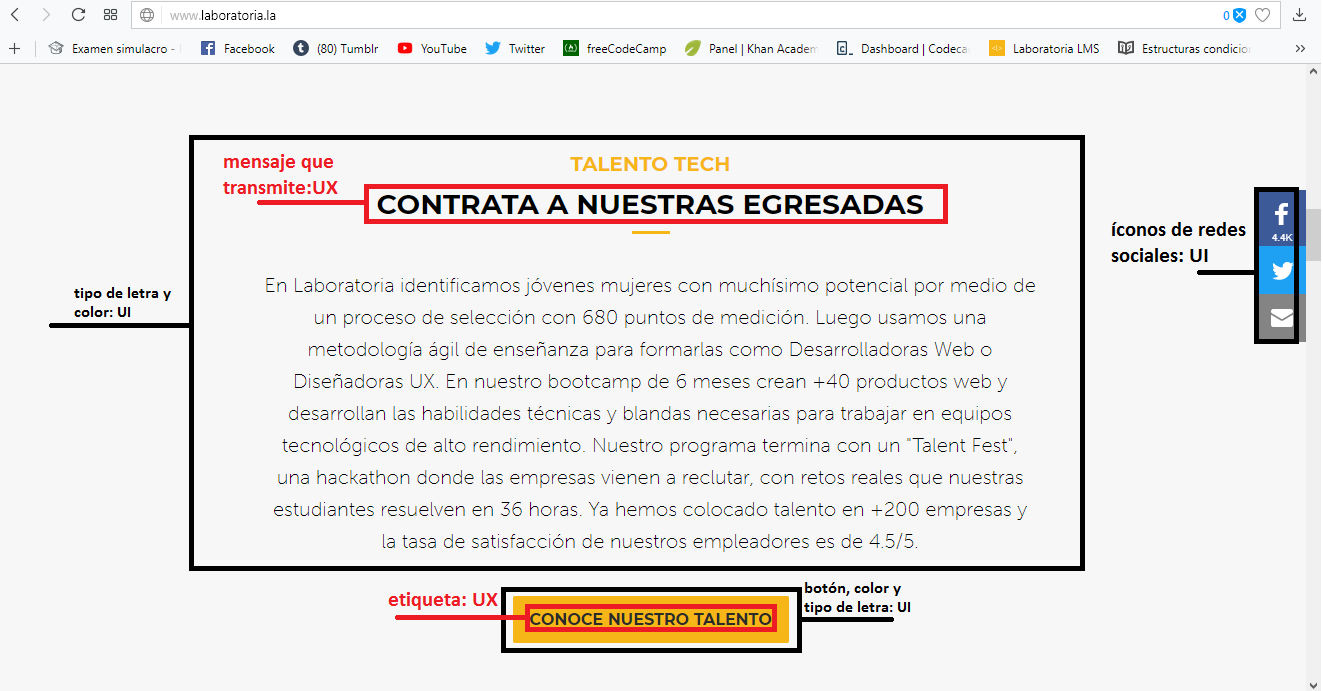 www.laboratoria.la
0
Examen simulacro -
Facebook
(80) Tumblr
YouTube
Twitter
freeCodeCamp
Panel | Khan Academ
Dashboard | Codeca
Laboratoria LMS
Estructuras condicio
mensaje que
transmite:UX
TALENTO TECH
CONTRATA A NUESTRAS EGRESADAS
íconos de redes
sociales: UI
4.4K
tipo de letra y
color: UI
En Laboratoria identificamos jóvenes mujeres con muchísimo potencial por medio de
un proceso de selección con 680 puntos de medición. Luego usamos una
metodología ágil de enseñanza para formarlas como Desarrolladoras Web o
Diseñadoras UX. En nuestro bootcamp de 6 meses crean +40 productos web y
desarrollan las habilidades técnicas y blandas necesarias para trabajar en equipos
tecnológicos de alto rendimiento. Nuestro programa termina con un "Talent Fest",
una hackathon donde las empresas vienen a reclutar, con retos reales que nuestras
estudiantes resuelven en 36 horas. Ya hemos colocado talento en +200 empresas y
la tasa de satisfacción de nuestros empleadores es de 4.5/5.
etiqueta: UX
CONOCE NUESTRO TALENTO
botón, color y
tipo de letra: UI